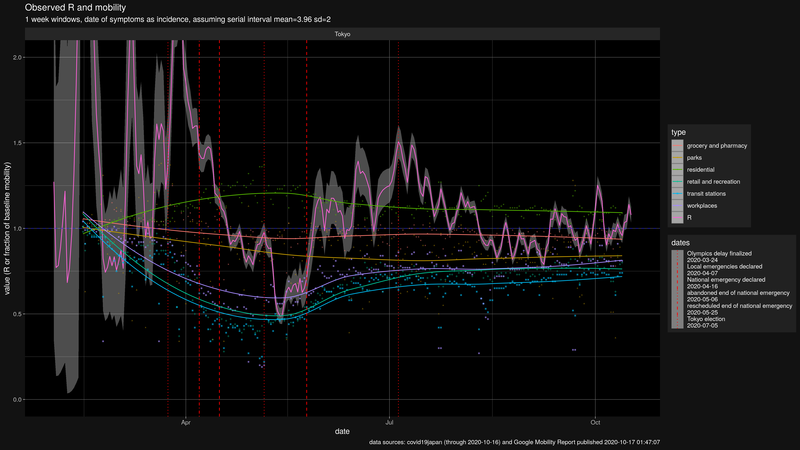 Observed R and mobility
1 week windows, date of symptoms as incidence, assuming serial interval mean=3.96 sd=2
Tokyo
2.0
1.5
1.0
0.5
0.0
value (R or fraction of baseline mobility)
Apr
Jul
Oct
date
type
grocery and pharmacy
parks
residential
retail and recreation
transit stations
workplaces
R
dates
Olympics delay finalized
2020-03-24
Local emergencies declared
2020-04-07
National emergency declared
2020-04-16
abandoned end of national emergency
2020-05-06
rescheduled end of national emergency
2020-05-25
Tokyo election
2020-07-05
data sources: covid19japan (through 2020-10-16) and Google Mobility Report published 2020-10-17 01:47:07